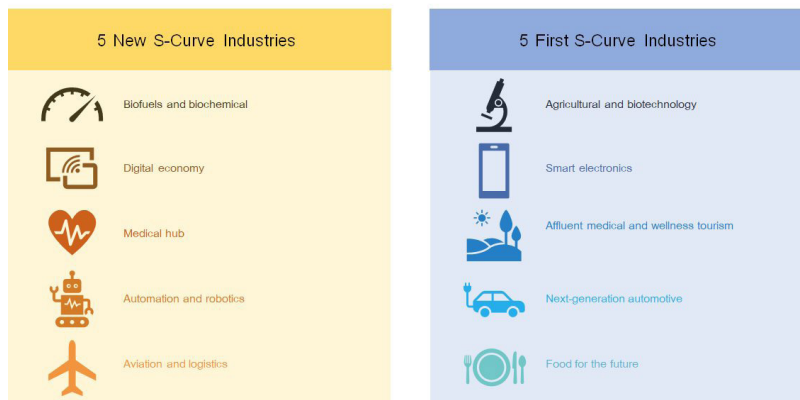 5 New S-Curve Industries
Biofuels and biochemical
Digital economy
Medical hub
Automation and robotics
Aviation and logistics
5 First S-Curve Industries
Agricultural and biotechnology
Smart electronics
Affluent medical and wellness tourism
Next-generation automotive
Food for the future